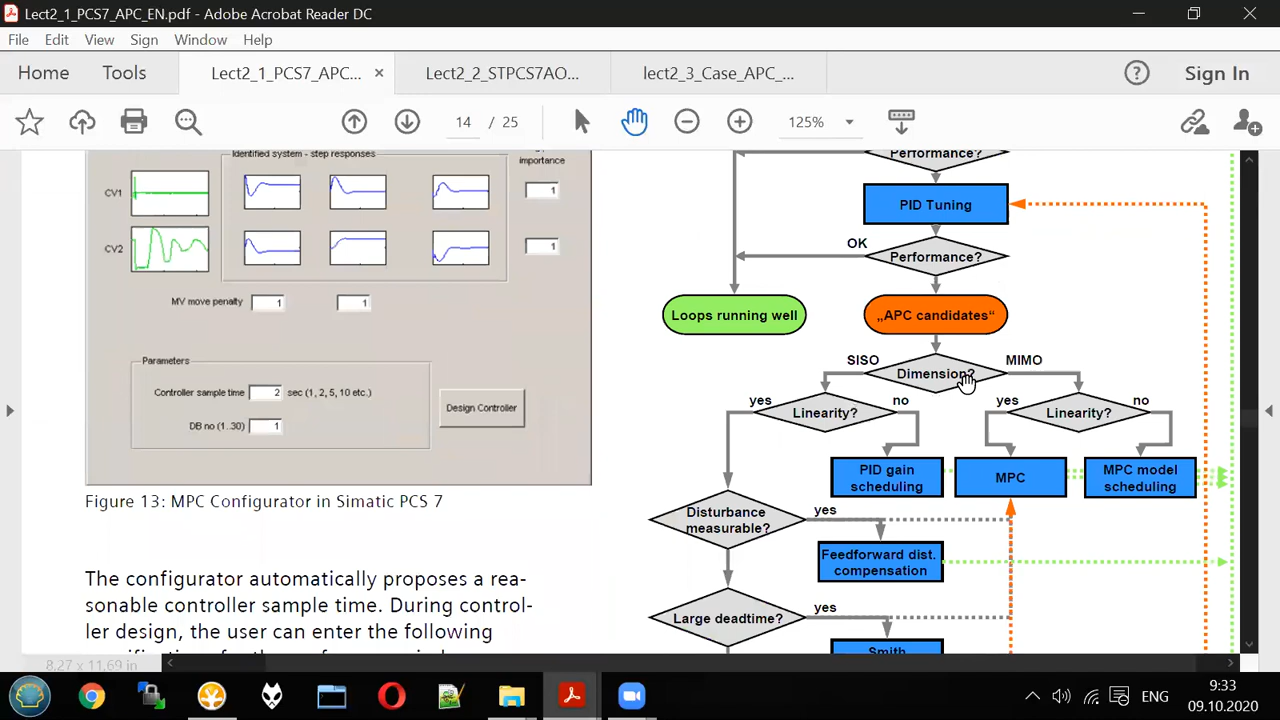 Lect2_1_PCS7_APC_EN.pdf - Adobe Acrobat Reader DC
File Edit View Sign Window Help
Home Tools Lect2_1_PCS7_APC... × Lect2_2_STPCS7AO... lect2_3_Case_APC_... ? Sign In
14 / 25 125%
Identified system - step responses
importance
CV1
1
CV2
1
MV move penalty 1 1
Parameters
Controller sample time 2 sec (1, 2, 5, 10 etc.)
DB no (1..30) 1
Design Controller
Figure 13: MPC Configurator in Simatic PCS 7
The configurator automatically proposes a rea-
sonable controller sample time. During control-
ler design, the user can enter the following
Performance?
PID Tuning
OK
Performance?
Loops running well
„APC candidates“
SISO
MIMO
Dimension?
yes
Linearity?
no
yes
Linearity?
no
PID gain
scheduling
MPC
MPC model
scheduling
Disturbance
measurable?
yes
Feedforward dist.
compensation
Large deadtime?
yes
Smith
8,27 x 11,69 in
ENG
9:33
09.10.2020